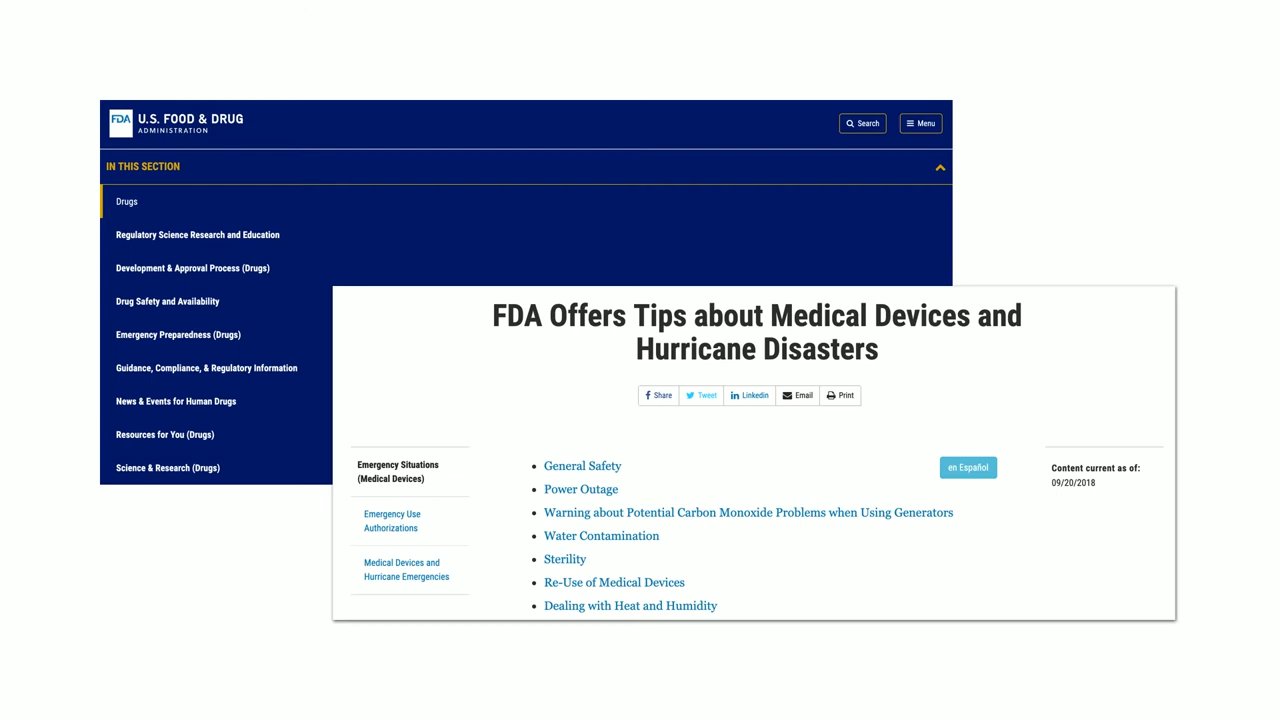 FDA
U.S. FOOD & DRUG
ADMINISTRATION
Search
Menu
IN THIS SECTION
Drugs
Regulatory Science Research and Education
Development & Approval Process (Drugs)
Drug Safety and Availability
Emergency Preparedness (Drugs)
Guidance, Compliance, & Regulatory Information
News & Events for Human Drugs
Resources for You (Drugs)
Science & Research (Drugs)
FDA Offers Tips about Medical Devices and
Hurricane Disasters
Share
Tweet
Linkedin
Email
Print
Emergency Situations
(Medical Devices)
Emergency Use
Authorizations
Medical Devices and
Hurricane Emergencies
General Safety
Power Outage
Warning about Potential Carbon Monoxide Problems when Using Generators
Water Contamination
Sterility
Re-Use of Medical Devices
Dealing with Heat and Humidity
en Español
Content current as of:
09/20/2018